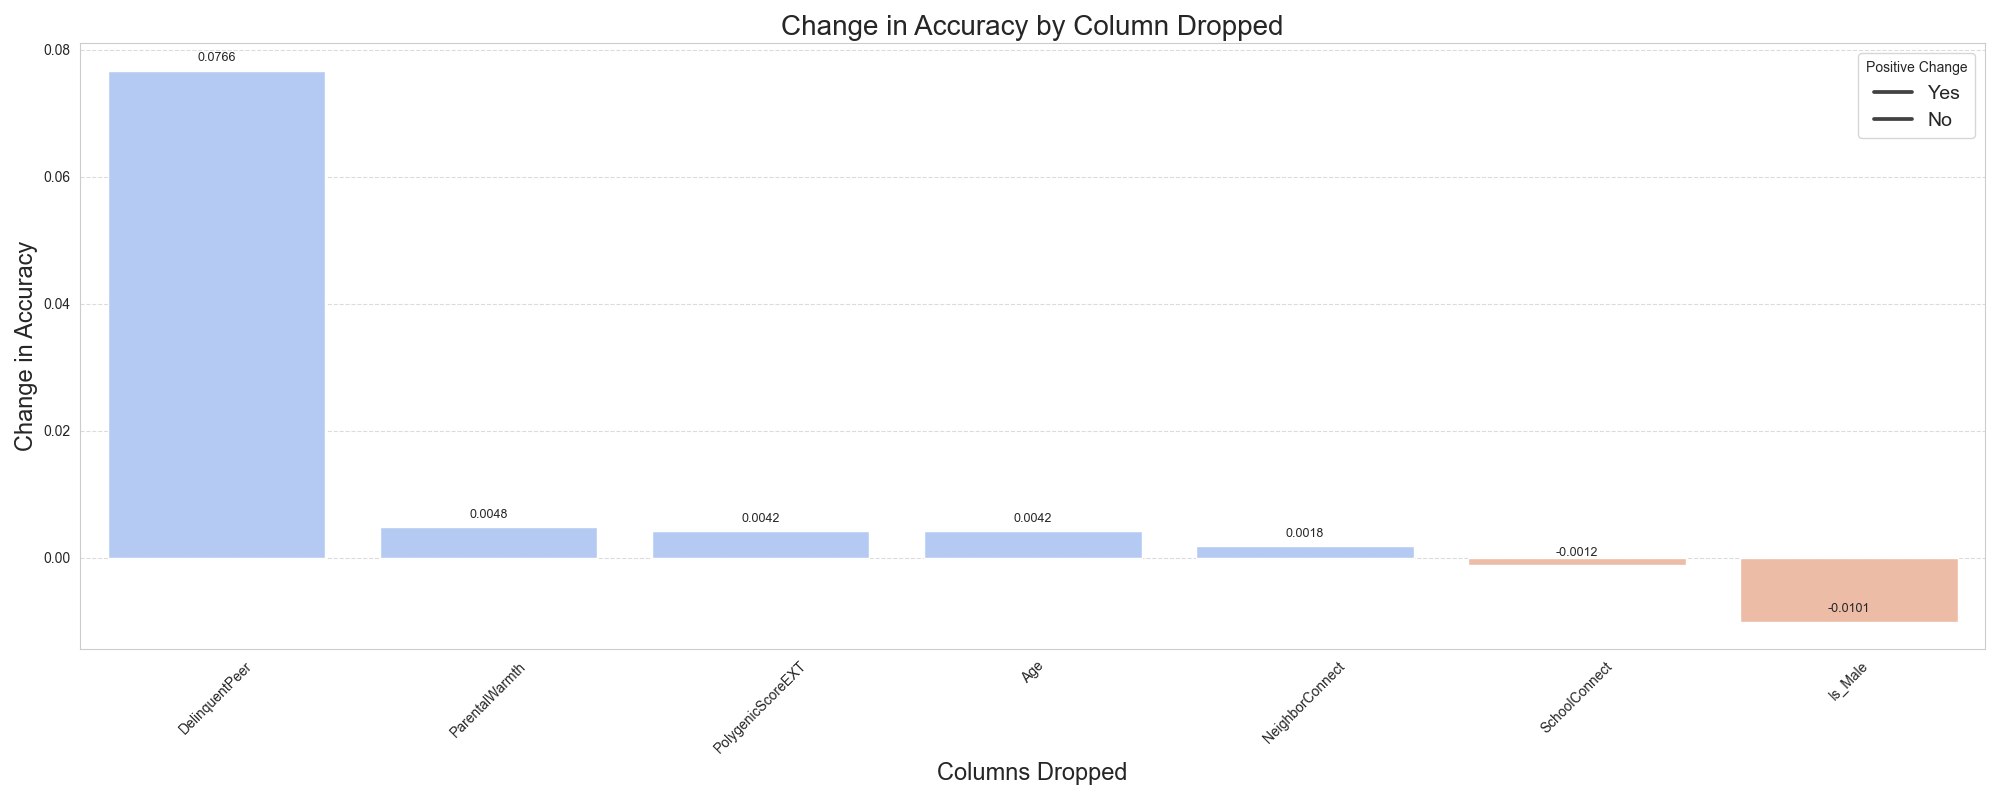 Change in Accuracy by Column Dropped
Change in Accuracy
0.08
0.06
0.04
0.02
0.00
0.0766
0.0048
0.0042
0.0042
0.0018
-0.0012
-0.0101
Positive Change
Yes
No
DelinquentPeer
ParentalWarmth
PolygenicScoreEXT
Age
NeighborConnect
SchoolConnect
Is_Male
Columns Dropped